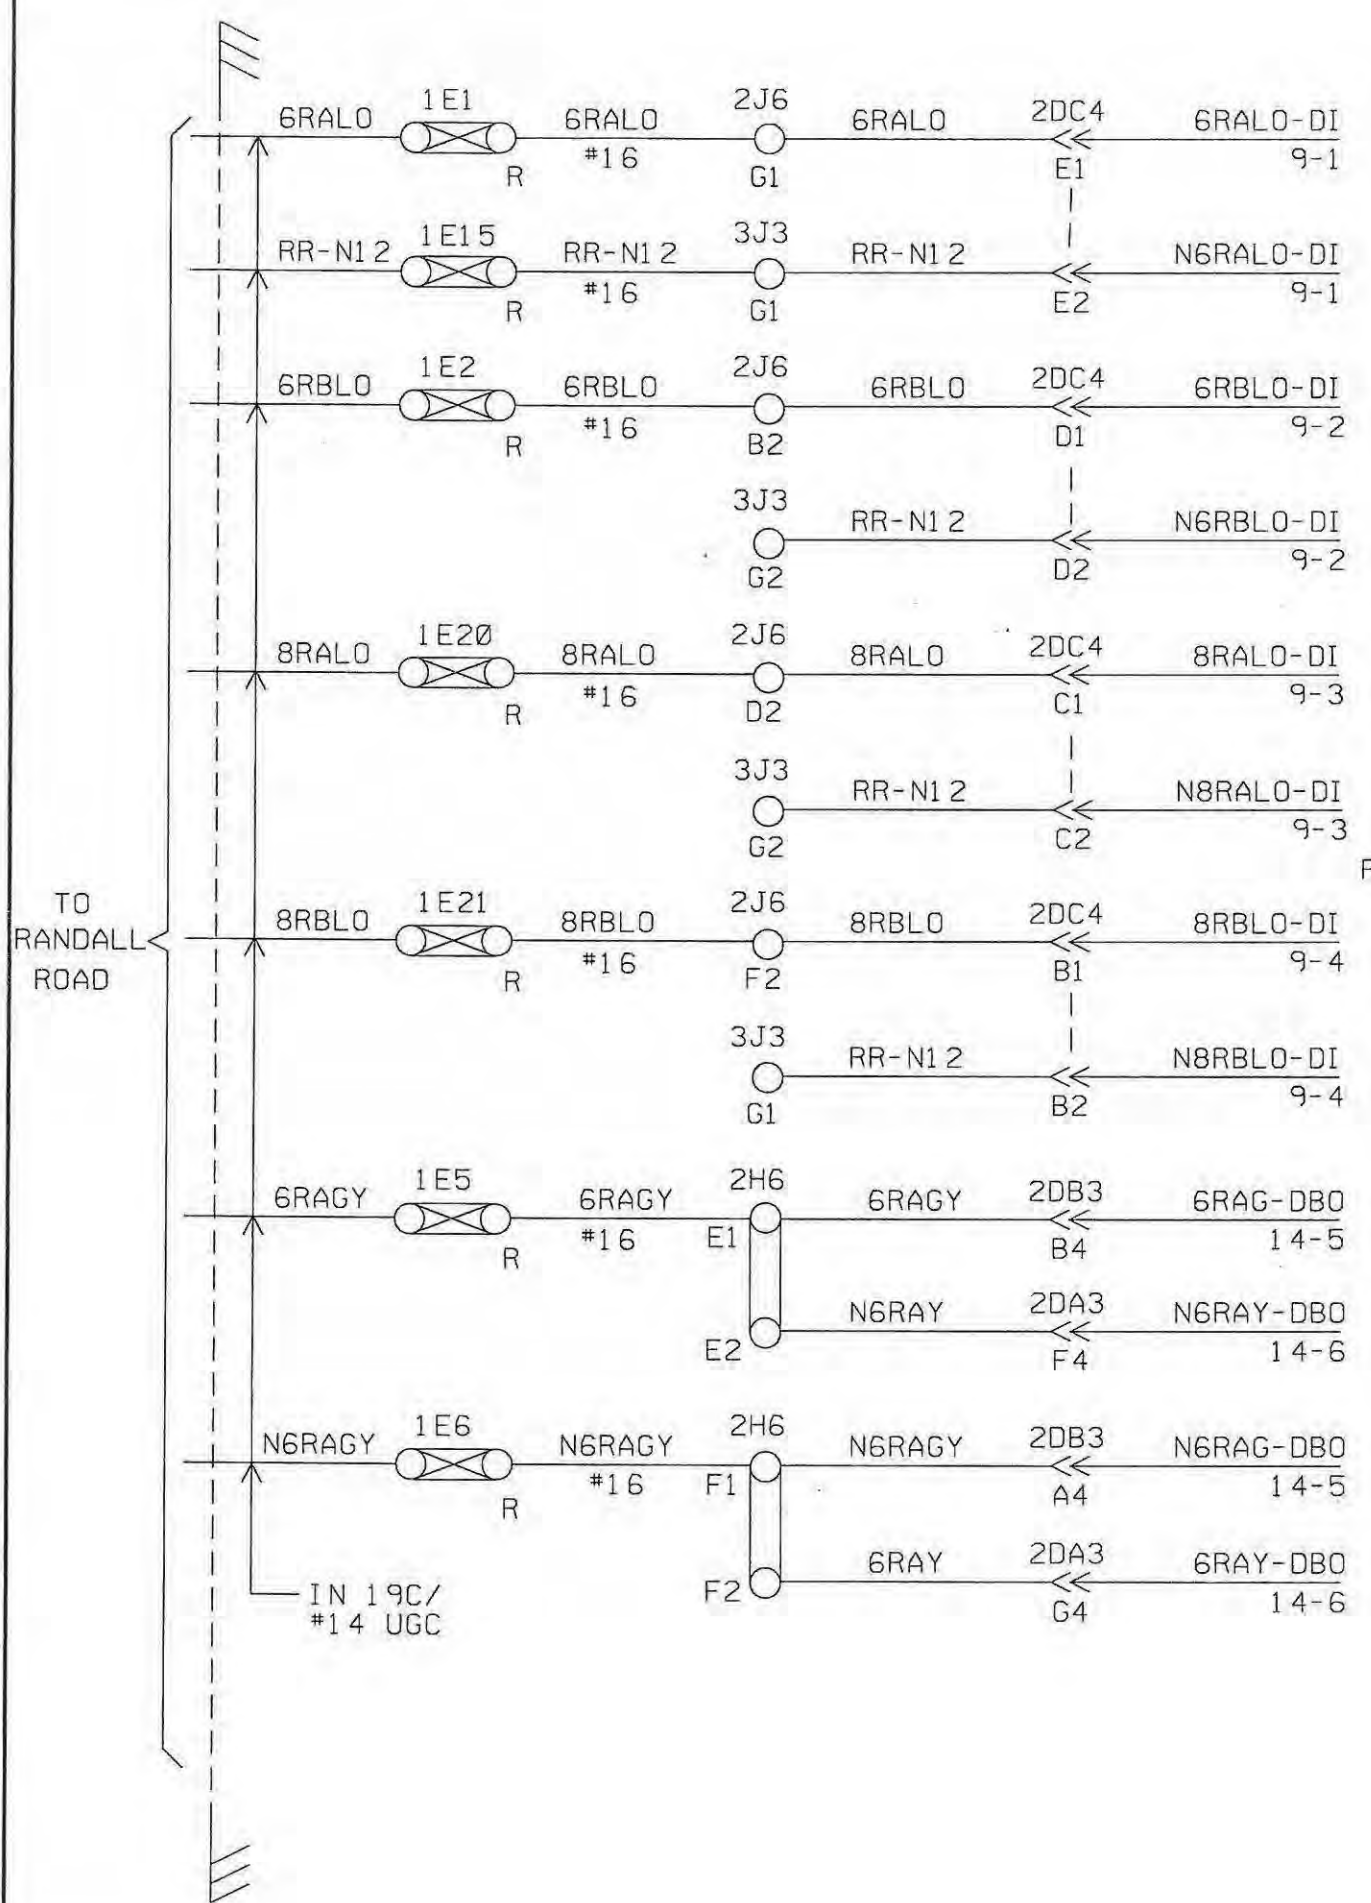 1E1 2J6 2DC4
6RALO 6RALO 6RALO 6RALO-DI
#16 9-1
R G1 E1
1E15 3J3
RR-N12 RR-N12 RR-N12 N6RALO-DI
#16 9-1
R G1 E2
1E2 2J6 2DC4
6RBLO 6RBLO 6RBLO 6RBLO-DI
#16 9-2
R B2 D1
3J3
RR-N12 N6RBLO-DI
9-2
G2 D2
1E20 2J6 2DC4
8RALO 8RALO 8RALO 8RALO-DI
#16 9-3
R D2 C1
3J3
RR-N12 N8RALO-DI
9-3
G2 C2
TO
RANDALL
ROAD
1E21 2J6 2DC4
8RBLO 8RBLO 8RBLO 8RBLO-DI
#16 9-4
R F2 B1
3J3
RR-N12 N8RBLO-DI
9-4
G1 B2
1E5 2H6 2DB3
6RAGY 6RAGY 6RAGY 6RAG-DBO
#16 E1 14-5
R B4
2DA3
N6RAY N6RAY-DBO
E2 F4 14-6
1E6 2H6 2DB3
N6RAGY N6RAGY N6RAGY N6RAG-DBO
#16 F1 14-5
R A4
2DA3
6RAY 6RAY-DBO
F2 G4 14-6
IN 19C/
#14 UGC